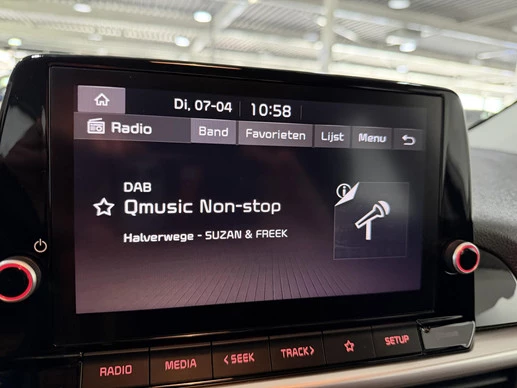 Di, 07-04 10:58
Radio Band Favorieten Lijst Menu
DAB
Qmusic Non-stop
Halverwege - SUZAN & FREEK
RADIO MEDIA <SEEK TRACK> SETUP